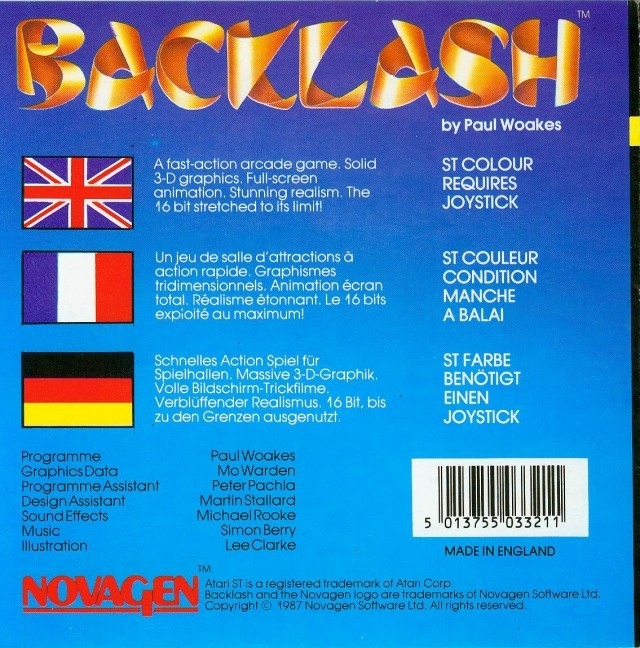 BACKLASH™
by Paul Woakes
A fast-action arcade game. Solid
3-D graphics. Full-screen
animation. Stunning realism. The
16 bit stretched to its limit!
ST COLOUR
REQUIRES
JOYSTICK
Un jeu de salle d'attractions à
action rapide. Graphismes
tridimensionnels. Animation écran
total. Réalisme étonnant. Le 16 bits
exploité au maximum!
ST COULEUR
CONDITION
MANCHE
A BALAI
Schnelles Action Spiel für
Spielhallen. Massive 3-D-Graphik.
Volle Bildschirm-Trickfilme.
Verblüffender Realismus. 16 Bit, bis
zu den Grenzen ausgenutzt.
ST FARBE
BENÖTIGT
EINEN
JOYSTICK
Programme Paul Woakes
Graphics Data Mo Warden
Programme Assistant Peter Pachla
Design Assistant Martin Stallard
Sound Effects Michael Rooke
Music Simon Berry
Illustration Lee Clarke
5 013755 033211
MADE IN ENGLAND
NOVAGEN™
Atari ST is a registered trademark of Atari Corp.
Backlash and the Novagen logo are trademarks of Novagen Software Ltd.
Copyright © 1987 Novagen Software Ltd. All rights reserved.